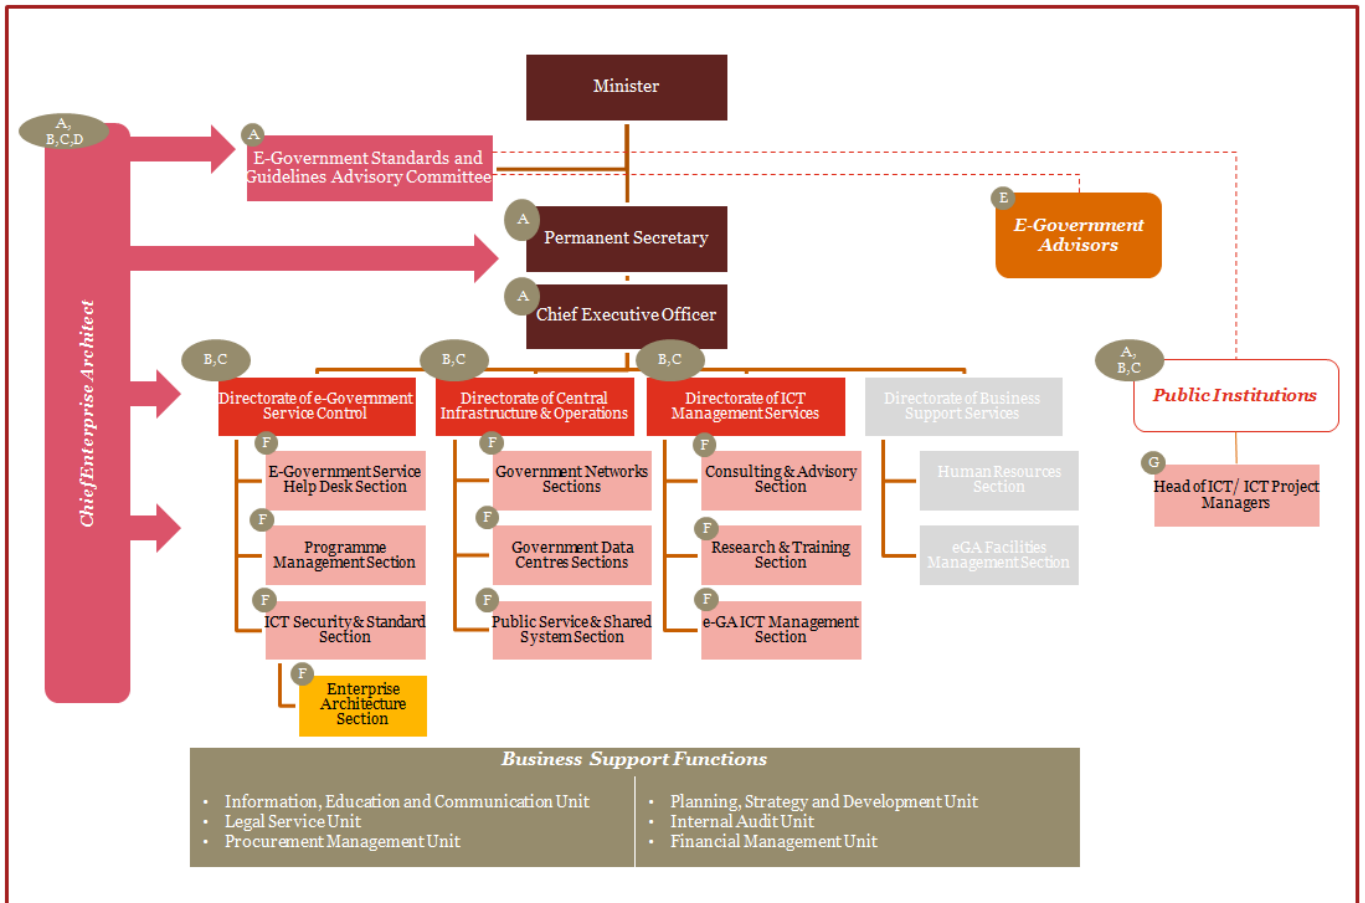 Minister
A,
B,C,D
A
E-Government Standards and
Guidelines Advisory Committee
E
E-Government
Advisors
A
Permanent Secretary
A
Chief Executive Officer
Chief Enterprise Architect
B,C
Directorate of e-Government
Service Control
B,C
Directorate of Central
Infrastructure & Operations
B,C
Directorate of ICT
Management Services
Directorate of Business
Support Services
A,
B,C
Public Institutions
F
E-Government Service
Help Desk Section
F
Government Networks
Sections
F
Consulting & Advisory
Section
Human Resources
Section
G
Head of ICT/ ICT Project
Managers
F
Programme
Management Section
F
Government Data
Centres Sections
F
Research & Training
Section
eGA Facilities
Management Section
F
ICT Security & Standard
Section
F
Public Service & Shared
System Section
F
e-GA ICT Management
Section
F
Enterprise
Architecture
Section
Business Support Functions
• Information, Education and Communication Unit
• Legal Service Unit
• Procurement Management Unit
• Planning, Strategy and Development Unit
• Internal Audit Unit
• Financial Management Unit